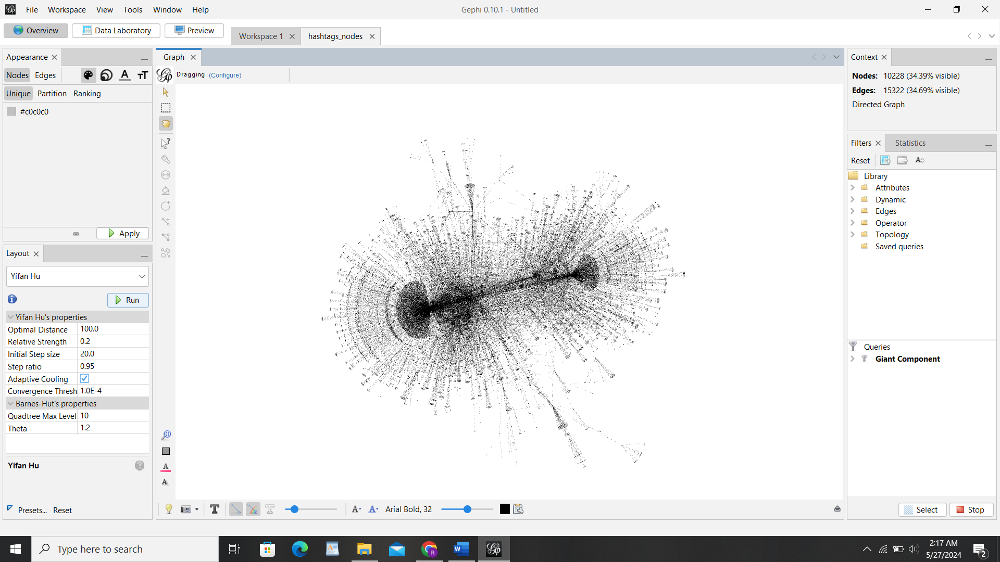 File Workspace View Tools Window Help Gephi 0.10.1 - Untitled
Overview Data Laboratory Preview Workspace 1 hashtags_nodes
Appearance Graph Context
Nodes Edges A TT Dragging (Configure)
Nodes: 10228 (34.39% visible)
Unique Partition Ranking Edges: 15322 (34.69% visible)
#c0c0c0 Directed Graph
Filters Statistics
Reset
Library
Attributes
Dynamic
Edges
Operator
Topology
Saved queries
Apply
Layout
Yifan Hu
Run
Yifan Hu's properties
Optimal Distance 100.0
Relative Strength 0.2
Initial Step size 20.0
Step ratio 0.95
Adaptive Cooling
Convergence Thresh 1.0E-4
Barnes-Hut's properties
Quadtree Max Level 10
Theta 1.2
Queries
Giant Component
Yifan Hu
Presets... Reset
T T A A Arial Bold, 32
Select Stop
Type here to search
2:17 AM
5/27/2024
2